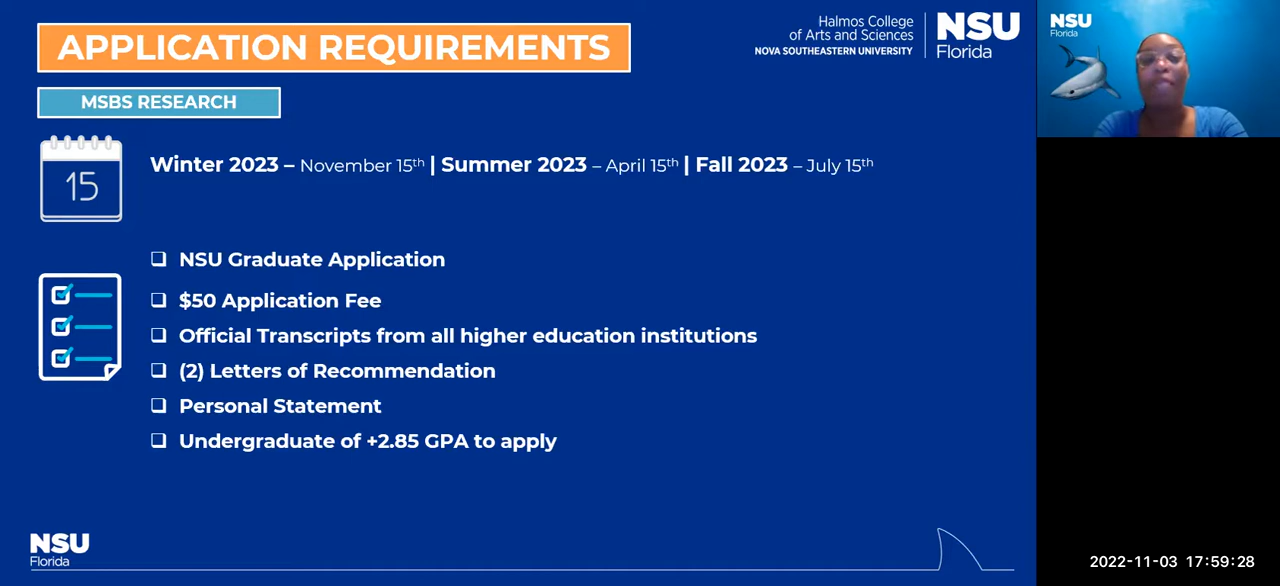 APPLICATION REQUIREMENTS
Halmos College
of Arts and Sciences
NOVA SOUTHEASTERN UNIVERSITY
NSU
Florida
NSU
Florida
MSBS RESEARCH
15
Winter 2023 – November 15th | Summer 2023 – April 15th | Fall 2023 – July 15th
❑ NSU Graduate Application
❑ $50 Application Fee
❑ Official Transcripts from all higher education institutions
❑ (2) Letters of Recommendation
❑ Personal Statement
❑ Undergraduate of +2.85 GPA to apply
NSU
Florida
2022-11-03 17:59:28